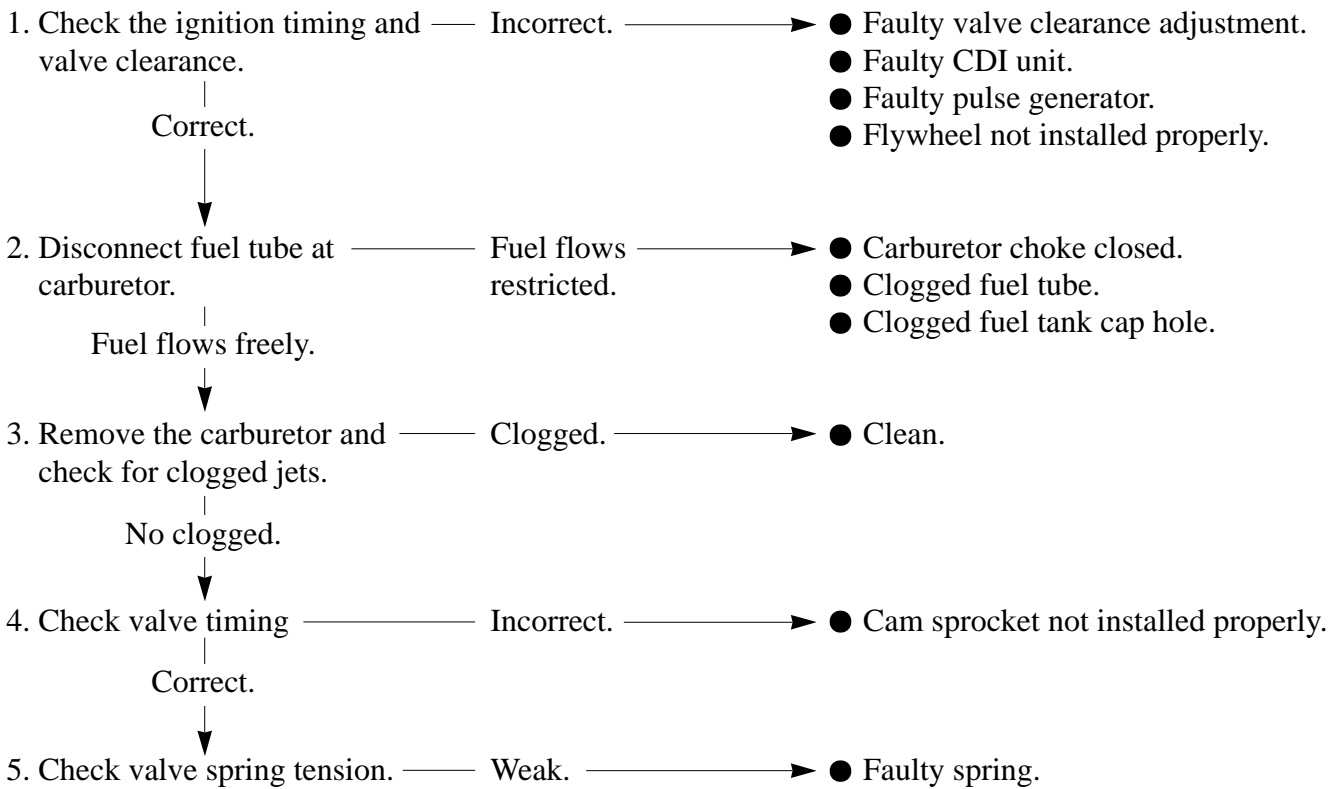 1. Check the ignition timing and valve clearance. Incorrect. ● Faulty valve clearance adjustment.
● Faulty CDI unit.
● Faulty pulse generator.
● Flywheel not installed properly.
Correct.
2. Disconnect fuel tube at carburetor. Fuel flows restricted. ● Carburetor choke closed.
● Clogged fuel tube.
● Clogged fuel tank cap hole.
Fuel flows freely.
3. Remove the carburetor and check for clogged jets. Clogged. ● Clean.
No clogged.
4. Check valve timing Incorrect. ● Cam sprocket not installed properly.
Correct.
5. Check valve spring tension. Weak. ● Faulty spring.